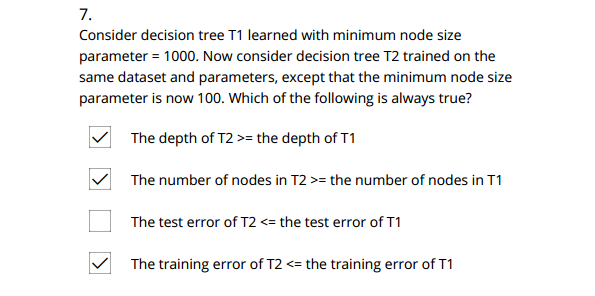 7.
Consider decision tree T1 learned with minimum node size
parameter = 1000. Now consider decision tree T2 trained on the
same dataset and parameters, except that the minimum node size
parameter is now 100. Which of the following is always true?
The depth of T2 >= the depth of T1
The number of nodes in T2 >= the number of nodes in T1
The test error of T2 <= the test error of T1
The training error of T2 <= the training error of T1